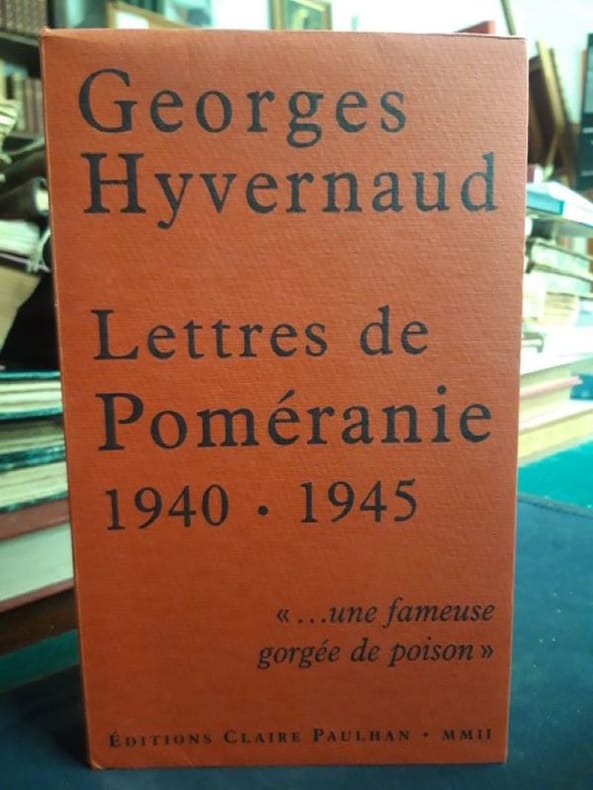 Georges
Hyvernaud
Lettres de
Poméranie
1940 • 1945
« ...une fameuse
gorgée de poison »
ÉDITIONS CLAIRE PAULHAN • MMII